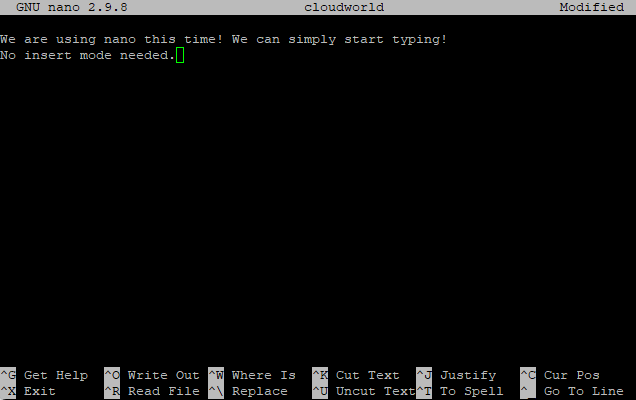 GNU nano 2.9.8 cloudworld Modified
We are using nano this time! We can simply start typing!
No insert mode needed.
^G Get Help ^O Write Out ^W Where Is ^K Cut Text ^J Justify ^C Cur Pos
^X Exit ^R Read File ^\ Replace ^U Uncut Text ^T To Spell ^_ Go To Line